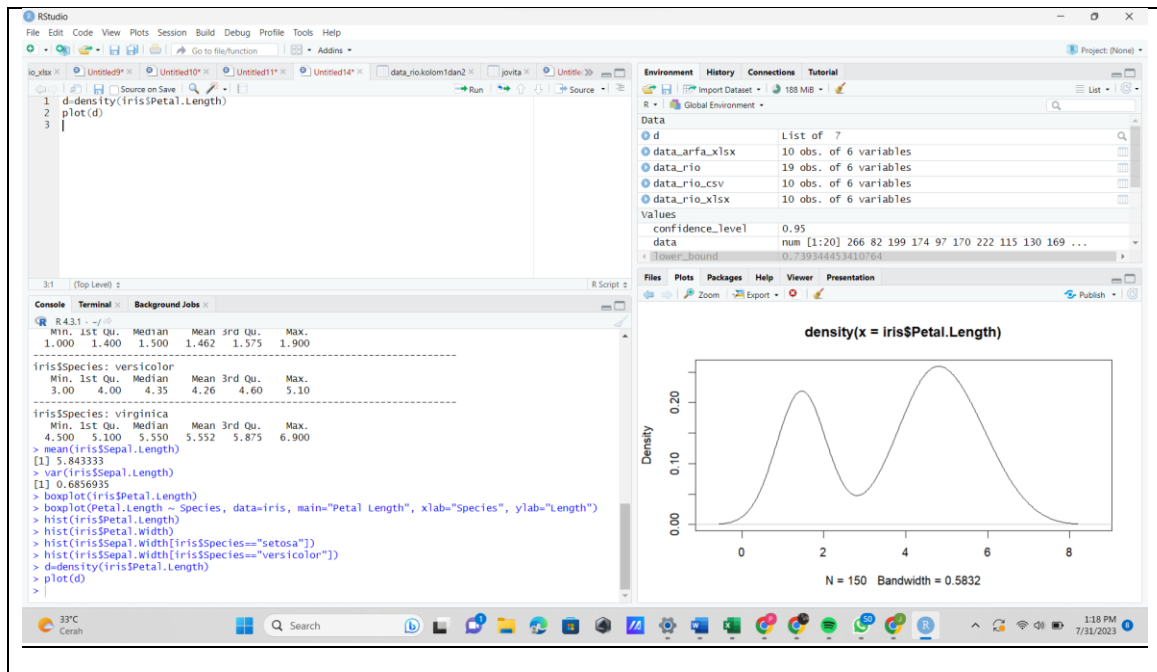 RStudio
File Edit Code View Plots Session Build Debug Profile Tools Help
Go to file/function Addins Project: (None)
io_xlsx Untitled9* Untitled10* Untitled11* Untitled14* data_rio.kolom1dan2 jovita Untitle
Source on Save Run Source
1 d=density(iris$Petal.Length)
2 plot(d)
3
3:1 (Top Level) R Script
Console Terminal Background Jobs
R 4.3.1 · ~/
Min. 1st Qu. Median Mean 3rd Qu. Max.
1.000 1.400 1.500 1.462 1.575 1.900
------------------------------------------------------------------------
iris$Species: versicolor
Min. 1st Qu. Median Mean 3rd Qu. Max.
3.00 4.00 4.35 4.26 4.60 5.10
------------------------------------------------------------------------
iris$Species: virginica
Min. 1st Qu. Median Mean 3rd Qu. Max.
4.500 5.100 5.550 5.552 5.875 6.900
> mean(iris$Sepal.Length)
[1] 5.843333
> var(iris$Sepal.Length)
[1] 0.6856935
> boxplot(iris$Petal.Length)
> boxplot(Petal.Length ~ Species, data=iris, main="Petal Length", xlab="Species", ylab="Length")
> hist(iris$Petal.Length)
> hist(iris$Petal.Width)
> hist(iris$Sepal.Width[iris$Species=="setosa"])
> hist(iris$Sepal.Width[iris$Species=="versicolor"])
> d=density(iris$Petal.Length)
> plot(d)
>
Environment History Connections Tutorial
Import Dataset 188 MiB List
R Global Environment
Data
d List of 7
data_arfa_xlsx 10 obs. of 6 variables
data_rio 19 obs. of 6 variables
data_rio_csv 10 obs. of 6 variables
data_rio_xlsx 10 obs. of 6 variables
Values
confidence_level 0.95
data num [1:20] 266 82 199 174 97 170 222 115 130 169 ...
lower_bound 0.739344453410764
Files Plots Packages Help Viewer Presentation
Zoom Export Publish
density(x = iris$Petal.Length)
Density
0.00 0.10 0.20
0 2 4 6 8
N = 150 Bandwidth = 0.5832
33°C
Cerah
Search
50
1:18 PM
7/31/2023
8